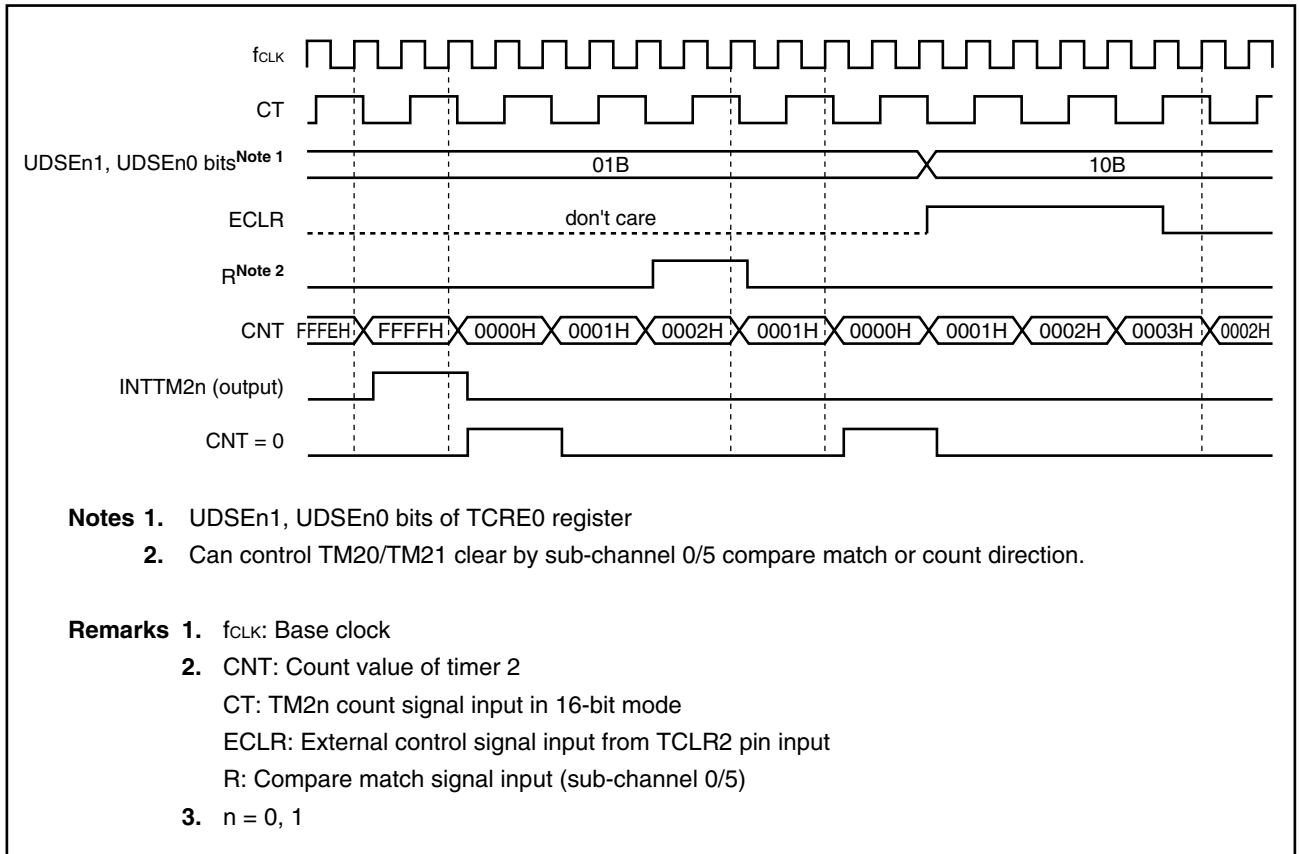 fCLK
CT
UDSEn1, UDSEn0 bitsNote 1 01B 10B
ECLR don't care
RNote 2
CNT FFFEH FFFFH 0000H 0001H 0002H 0001H 0000H 0001H 0002H 0003H 0002H
INTTM2n (output)
CNT = 0
Notes 1. UDSEn1, UDSEn0 bits of TCRE0 register
2. Can control TM20/TM21 clear by sub-channel 0/5 compare match or count direction.
Remarks 1. fCLK: Base clock
2. CNT: Count value of timer 2
CT: TM2n count signal input in 16-bit mode
ECLR: External control signal input from TCLR2 pin input
R: Compare match signal input (sub-channel 0/5)
3. n = 0, 1